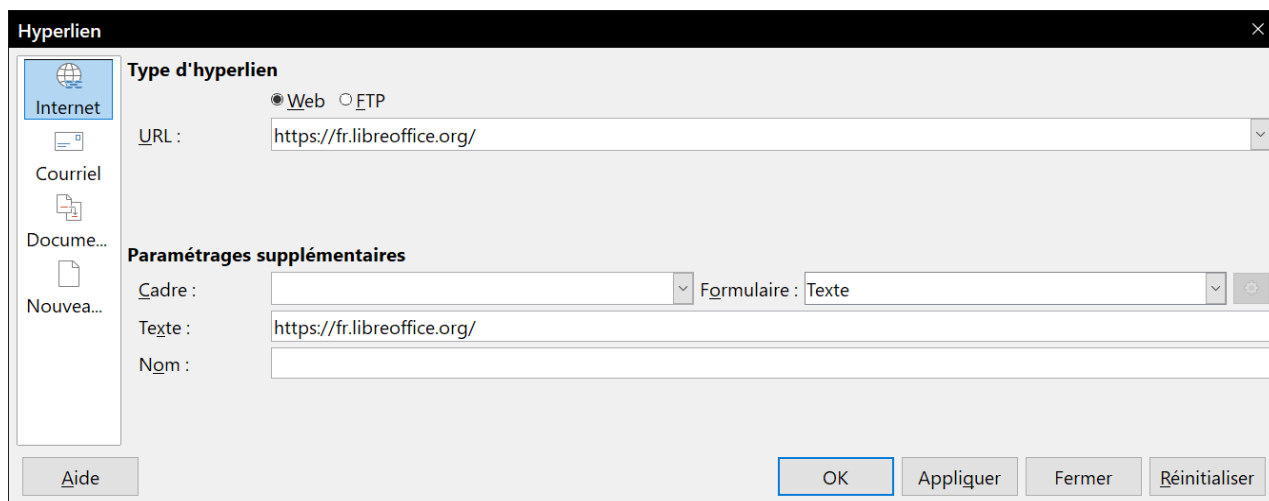 Hyperlien
Internet
Courriel
Docume...
Nouvea...
Type d'hyperlien
Web FTP
URL : https://fr.libreoffice.org/
Paramétrages supplémentaires
Cadre : Formulaire : Texte
Texte : https://fr.libreoffice.org/
Nom :
Aide OK Appliquer Fermer Réinitialiser